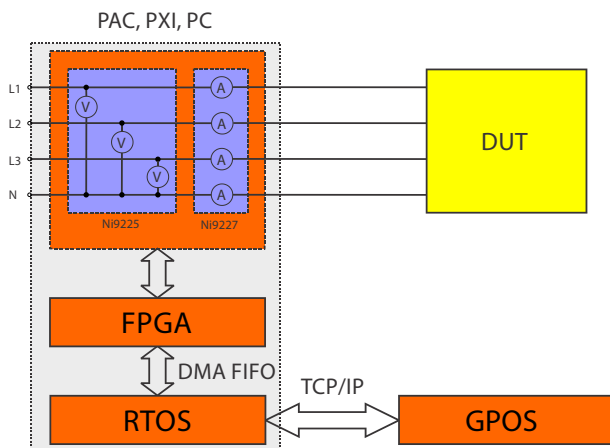 PAC, PXI, PC
L1
V
A
L2
V
A
DUT
L3
V
A
N
A
Ni9225
Ni9227
FPGA
DMA FIFO
TCP/IP
RTOS
GPOS